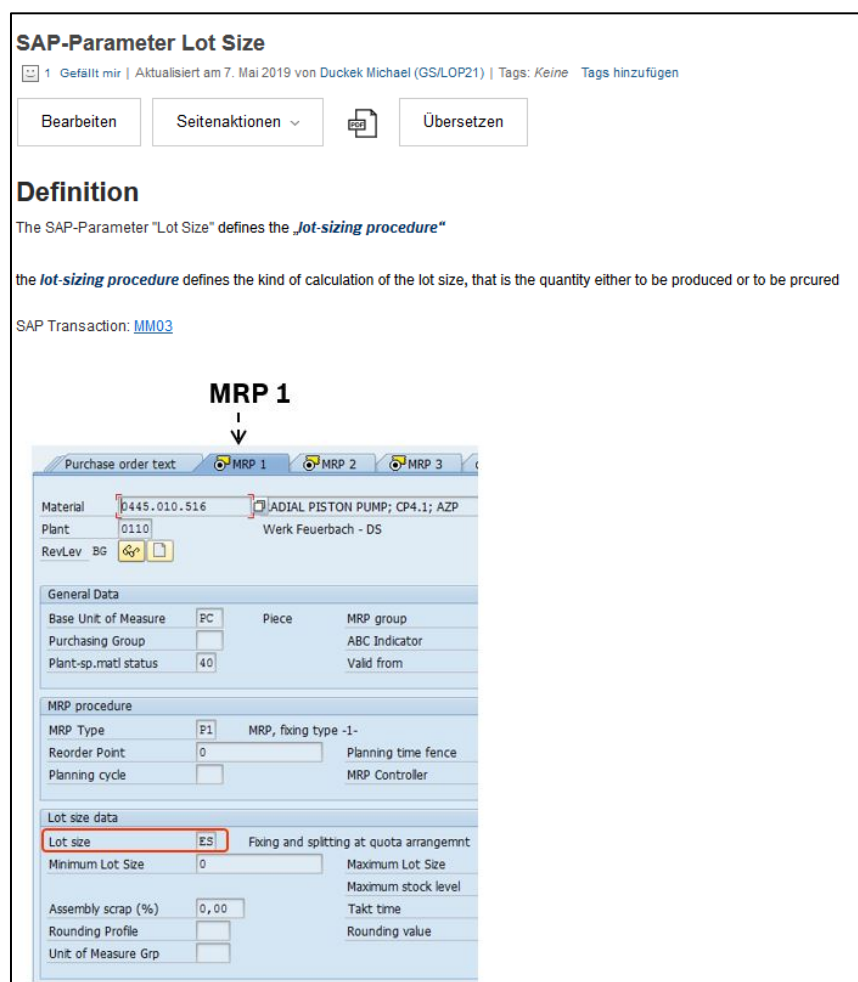 SAP-Parameter Lot Size
1 Gefällt mir | Aktualisiert am 7. Mai 2019 von Duckek Michael (GS/LOP21) | Tags: Keine Tags hinzufügen
Bearbeiten Seitenaktionen PDF Übersetzen
Definition
The SAP-Parameter "Lot Size" defines the „lot-sizing procedure“
the lot-sizing procedure defines the kind of calculation of the lot size, that is the quantity either to be produced or to be prcured
SAP Transaction: MM03
MRP 1
Purchase order text MRP 1 MRP 2 MRP 3
Material 0445.010.516 ADIAL PISTON PUMP; CP4.1; AZP
Plant 0110 Werk Feuerbach - DS
RevLev BG
General Data
Base Unit of Measure PC Piece MRP group
Purchasing Group ABC Indicator
Plant-sp.matl status 40 Valid from
MRP procedure
MRP Type P1 MRP, fixing type -1-
Reorder Point 0 Planning time fence
Planning cycle MRP Controller
Lot size data
Lot size ES Fixing and splitting at quota arrangemnt
Minimum Lot Size 0 Maximum Lot Size
Maximum stock level
Assembly scrap (%) 0,00 Takt time
Rounding Profile Rounding value
Unit of Measure Grp